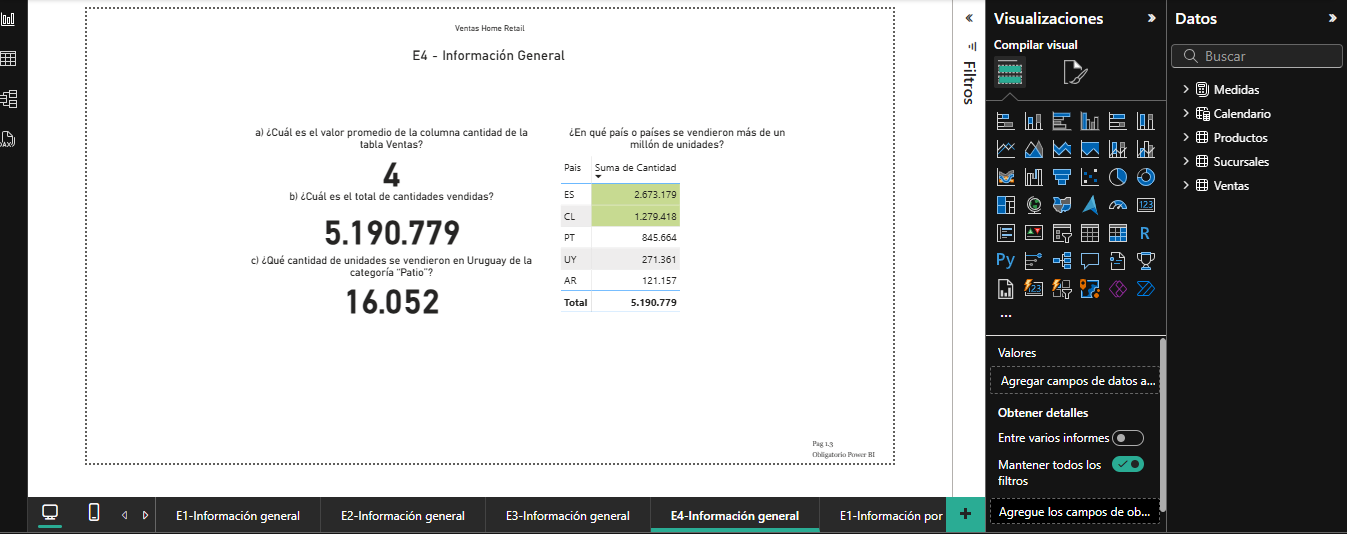 Ventas Home Retail
E4 - Información General
a) ¿Cuál es el valor promedio de la columna cantidad de la
tabla Ventas?
4
b) ¿Cuál es el total de cantidades vendidas?
5.190.779
c) ¿Qué cantidad de unidades se vendieron en Uruguay de la
categoría “Patio”?
16.052
¿En qué país o países se vendieron más de un
millón de unidades?
Pais Suma de Cantidad
ES 2.673.179
CL 1.279.418
PT 845.664
UY 271.361
AR 121.157
Total 5.190.779
Pag 1.3
Obligatorio Power BI
Filtros
Visualizaciones
Compilar visual
123
R
Py
123
...
Valores
Agregar campos de datos a...
Obtener detalles
Entre varios informes
Mantener todos los
filtros
Agregue los campos de ob...
Datos
Buscar
Medidas
Calendario
Productos
Sucursales
Ventas
DAX
E1-Información general
E2-Información general
E3-Información general
E4-Información general
E1-Información por
+